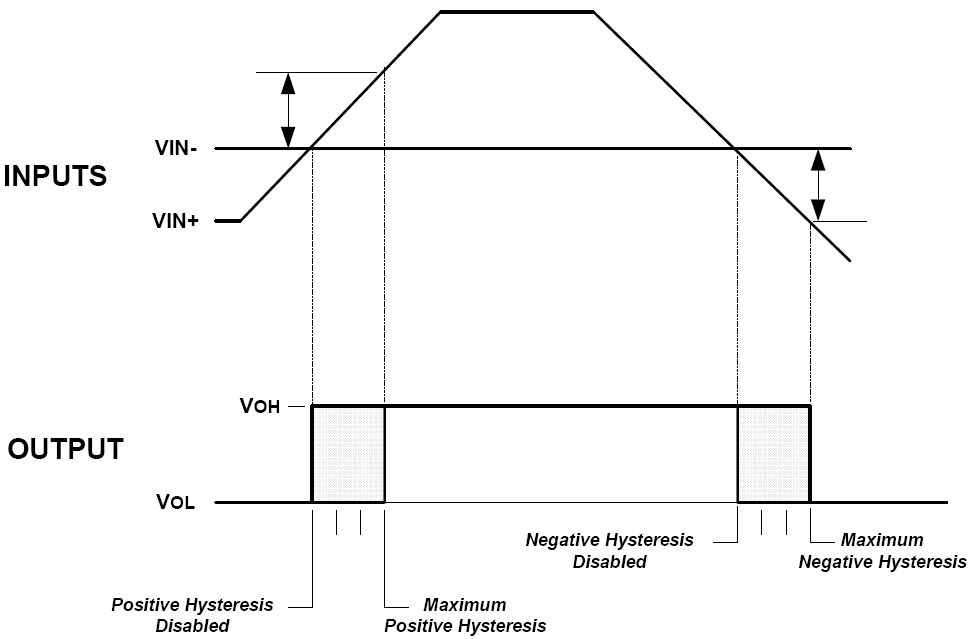 VIN-
INPUTS
VIN+
VOH
OUTPUT
VOL
Negative Hysteresis
Disabled
Maximum
Negative Hysteresis
Positive Hysteresis
Disabled
Maximum
Positive Hysteresis